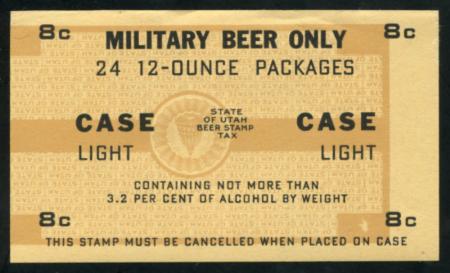 8c 8c
MILITARY BEER ONLY
24 12-OUNCE PACKAGES
STATE
OF UTAH
BEER STAMP
TAX
CASE CASE
LIGHT LIGHT
CONTAINING NOT MORE THAN
3.2 PER CENT OF ALCOHOL BY WEIGHT
8c 8c
THIS STAMP MUST BE CANCELLED WHEN PLACED ON CASE